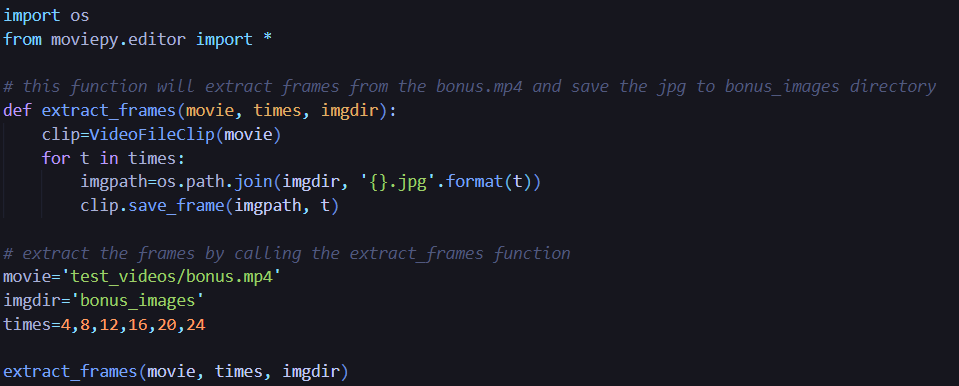 import os
from moviepy.editor import *
# this function will extract frames from the bonus.mp4 and save the jpg to bonus_images directory
def extract_frames(movie, times, imgdir):
    clip=VideoFileClip(movie)
    for t in times:
        imgpath=os.path.join(imgdir, '{}.jpg'.format(t))
        clip.save_frame(imgpath, t)
# extract the frames by calling the extract_frames function
movie='test_videos/bonus.mp4'
imgdir='bonus_images'
times=4,8,12,16,20,24
extract_frames(movie, times, imgdir)